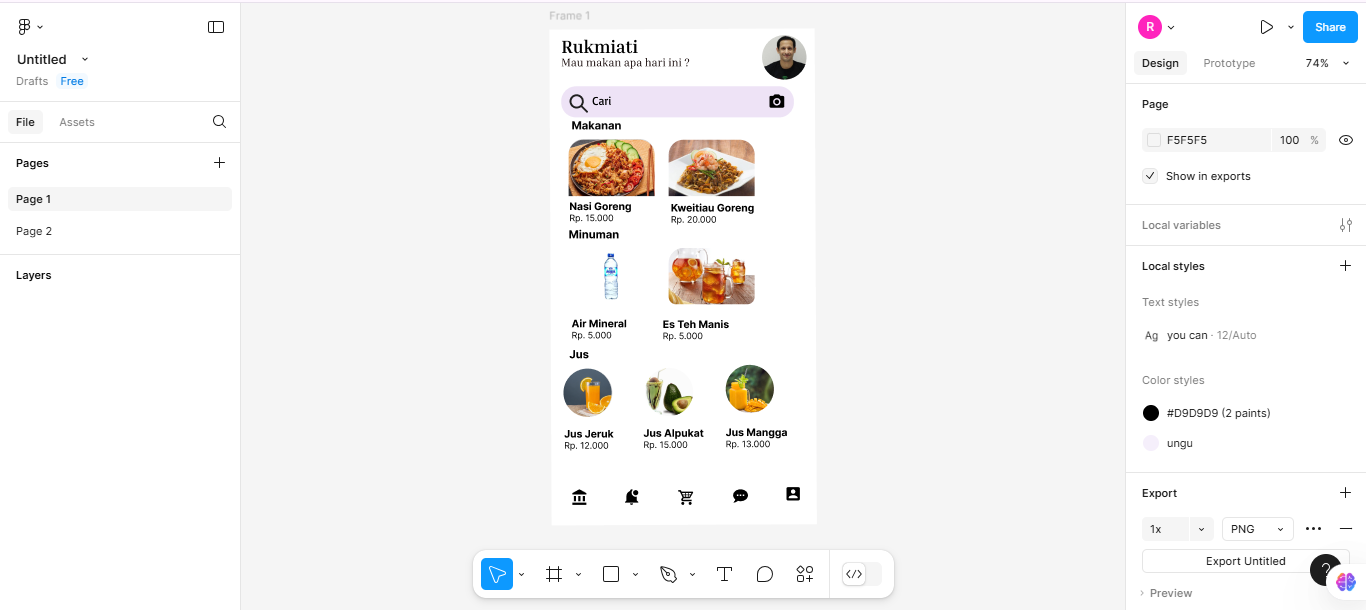 Frame 1
R
Share
Untitled
Drafts Free
Design Prototype 74%
File Assets
Pages
Page 1
Page 2
Layers
Rukmiati
Mau makan apa hari ini ?
Cari
Makanan
Nasi Goreng
Rp. 15.000
Kweitiau Goreng
Rp. 20.000
Minuman
Air Mineral
Rp. 5.000
Es Teh Manis
Rp. 5.000
Jus
Jus Jeruk
Rp. 12.000
Jus Alpukat
Rp. 15.000
Jus Mangga
Rp. 13.000
Page
F5F5F5 100 %
Show in exports
Local variables
Local styles
Text styles
Ag you can · 12/Auto
Color styles
#D9D9D9 (2 paints)
ungu
Export
1x PNG
Export Untitled
?
Preview